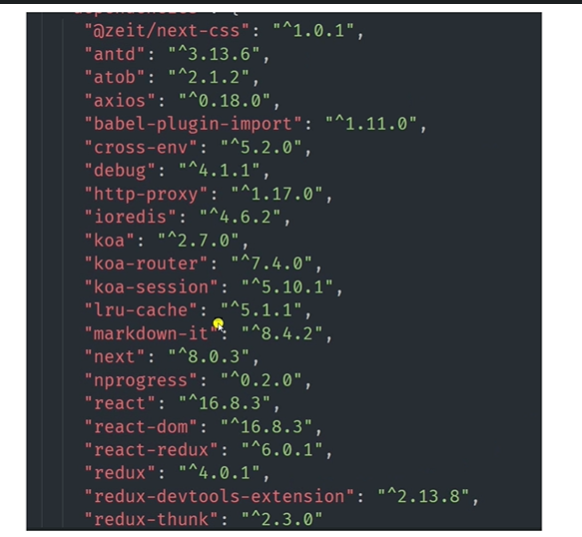 "@zeit/next-css": "^1.0.1",
"antd": "^3.13.6",
"atob": "^2.1.2",
"axios": "^0.18.0",
"babel-plugin-import": "^1.11.0",
"cross-env": "^5.2.0",
"debug": "^4.1.1",
"http-proxy": "^1.17.0",
"ioredis": "^4.6.2",
"koa": "^2.7.0",
"koa-router": "^7.4.0",
"koa-session": "^5.10.1",
"lru-cache": "^5.1.1",
"markdown-it": "^8.4.2",
"next": "^8.0.3",
"nprogress": "^0.2.0",
"react": "^16.8.3",
"react-dom": "^16.8.3",
"react-redux": "^6.0.1",
"redux": "^4.0.1",
"redux-devtools-extension": "^2.13.8",
"redux-thunk": "^2.3.0"